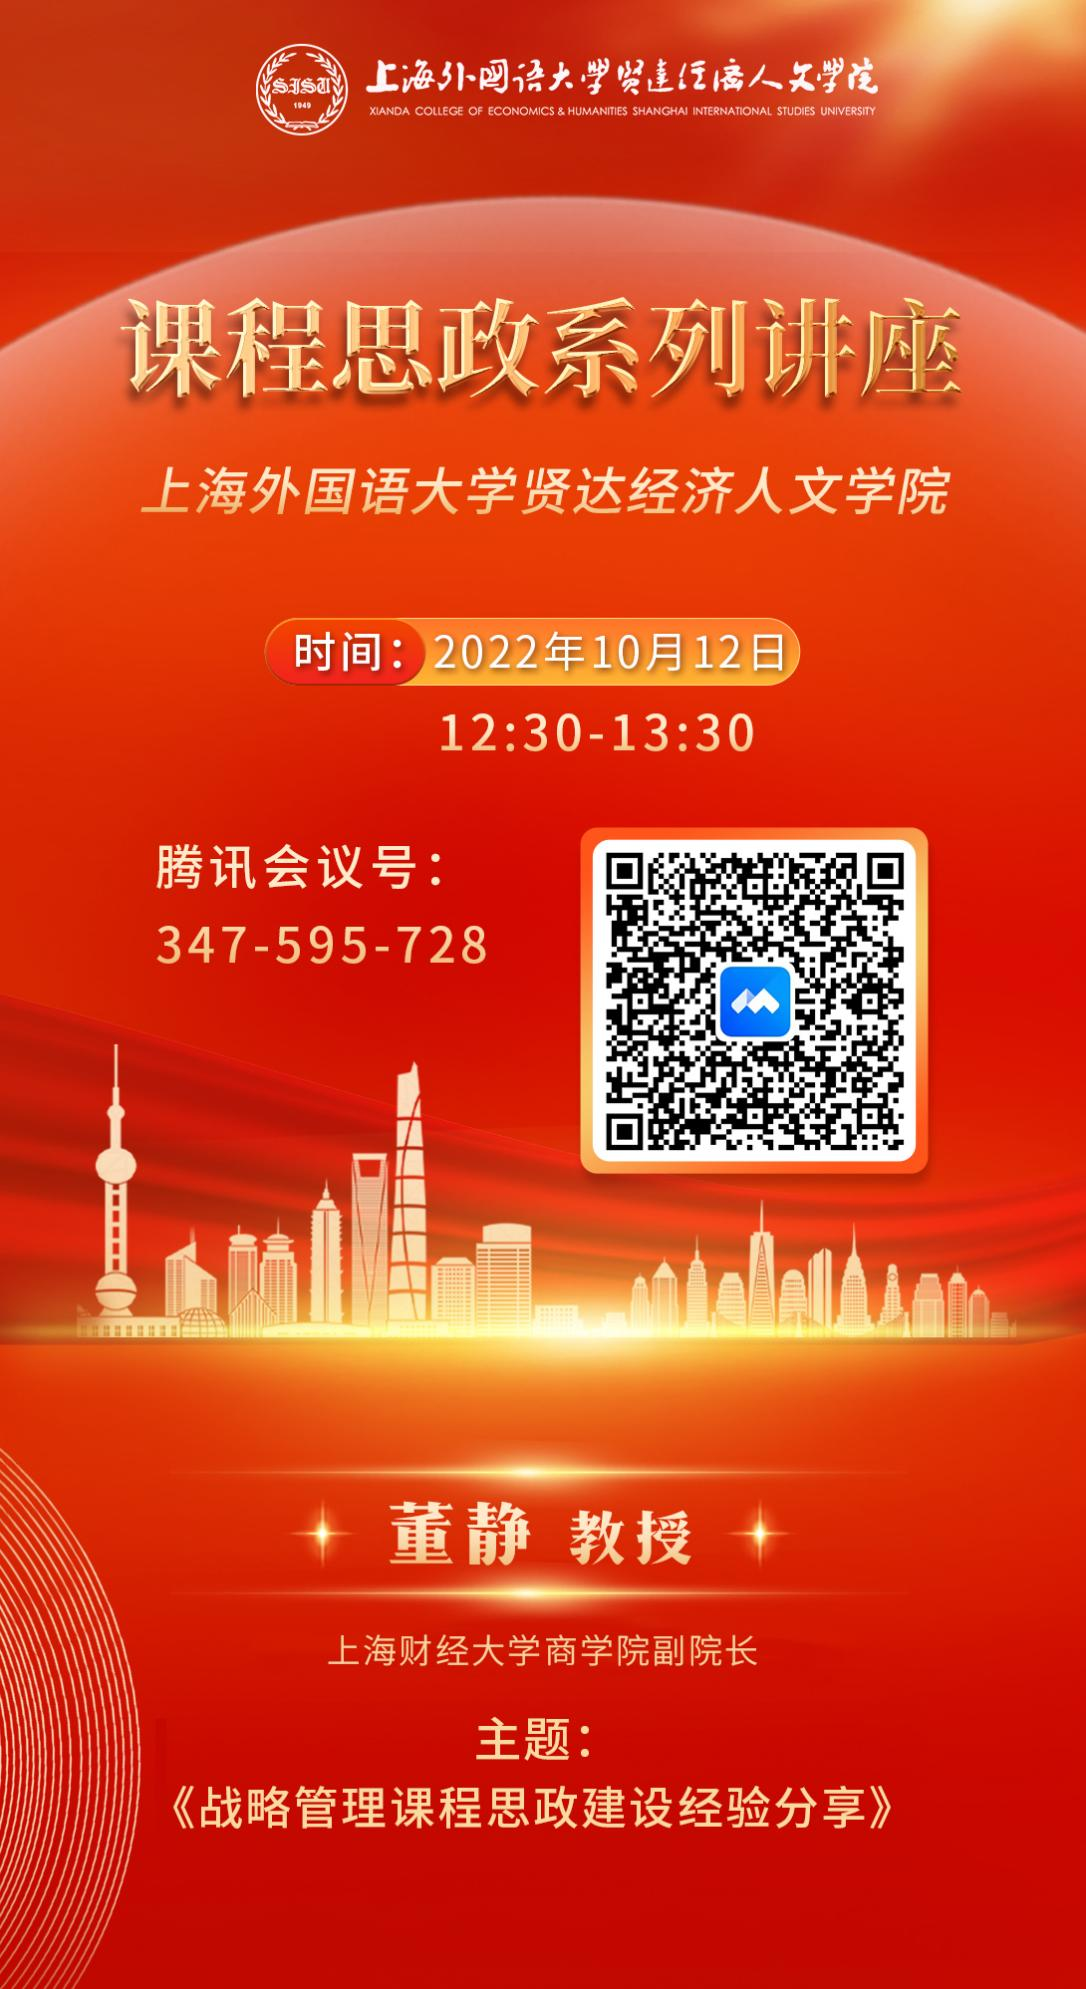 SISU
1949
上海外国语大学贤达经济人文学院
XIANDA COLLEGE OF ECONOMICS & HUMANITIES SHANGHAI INTERNATIONAL STUDIES UNIVERSITY
课程思政系列讲座
上海外国语大学贤达经济人文学院
时间：2022年10月12日
12:30-13:30
腾讯会议号：
347-595-728
董静 教授
上海财经大学商学院副院长
主题：
《战略管理课程思政建设经验分享》